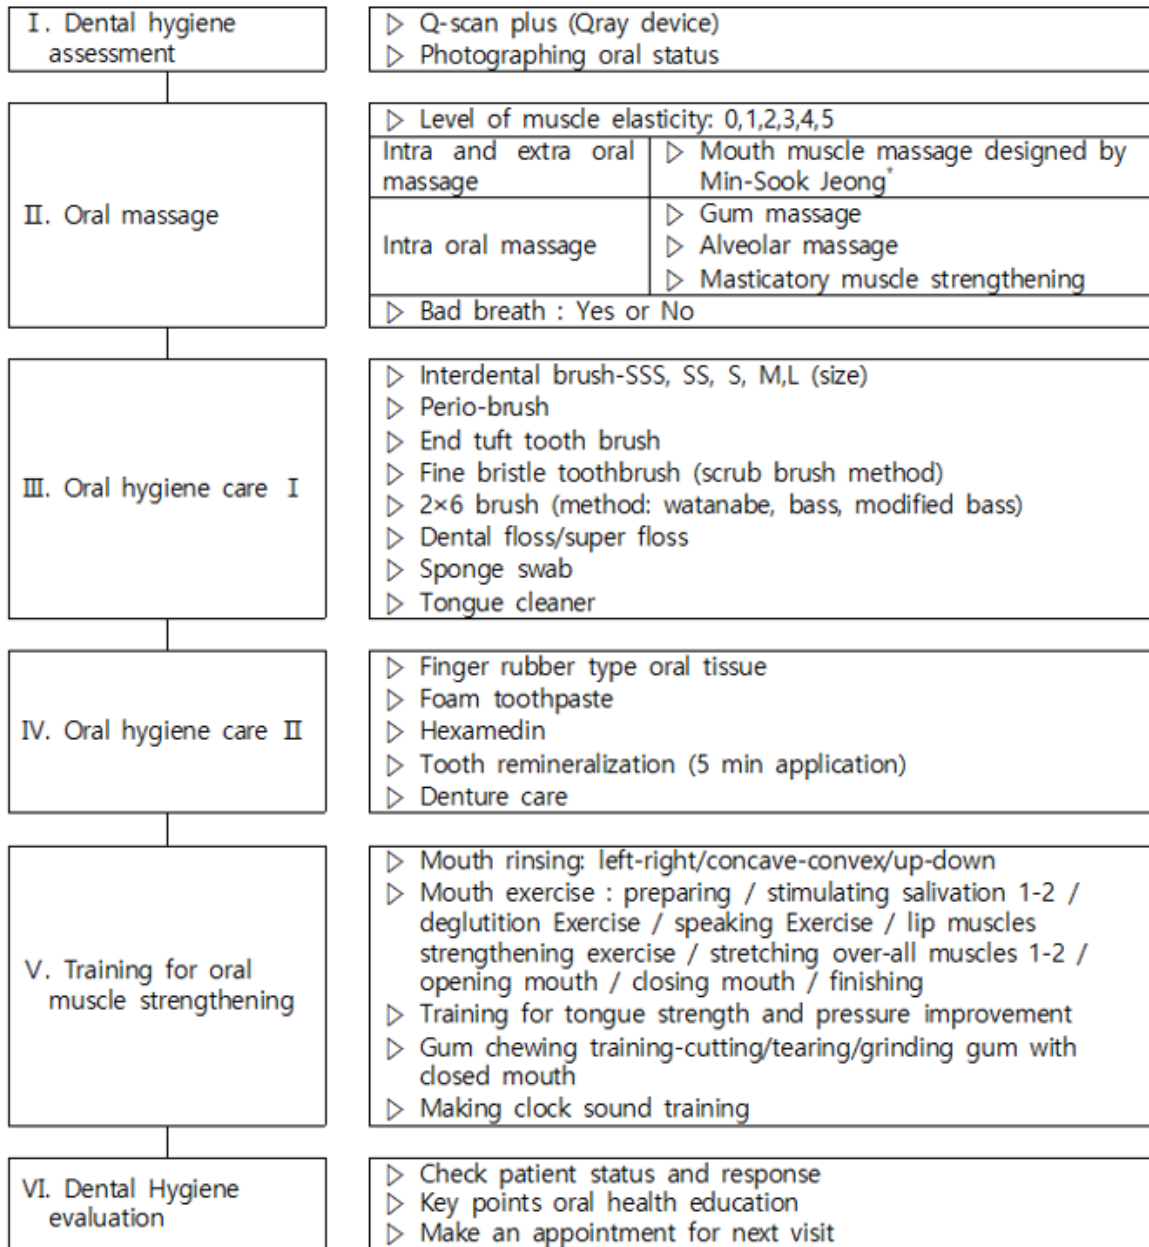 Ⅰ. Dental hygiene
assessment
▷ Q-scan plus (Qray device)
▷ Photographing oral status
Ⅱ. Oral massage
▷ Level of muscle elasticity: 0,1,2,3,4,5
Intra and extra oral
massage
▷ Mouth muscle massage designed by
Min-Sook Jeong*
Intra oral massage
▷ Gum massage
▷ Alveolar massage
▷ Masticatory muscle strengthening
▷ Bad breath : Yes or No
Ⅲ. Oral hygiene care Ⅰ
▷ Interdental brush-SSS, SS, S, M,L (size)
▷ Perio-brush
▷ End tuft tooth brush
▷ Fine bristle toothbrush (scrub brush method)
▷ 2×6 brush (method: watanabe, bass, modified bass)
▷ Dental floss/super floss
▷ Sponge swab
▷ Tongue cleaner
Ⅳ. Oral hygiene care Ⅱ
▷ Finger rubber type oral tissue
▷ Foam toothpaste
▷ Hexamedin
▷ Tooth remineralization (5 min application)
▷ Denture care
Ⅴ. Training for oral
muscle strengthening
▷ Mouth rinsing: left-right/concave-convex/up-down
▷ Mouth exercise : preparing / stimulating salivation 1-2 /
deglutition Exercise / speaking Exercise / lip muscles
strengthening exercise / stretching over-all muscles 1-2 /
opening mouth / closing mouth / finishing
▷ Training for tongue strength and pressure improvement
▷ Gum chewing training-cutting/tearing/grinding gum with
closed mouth
▷ Making clock sound training
Ⅵ. Dental Hygiene
evaluation
▷ Check patient status and response
▷ Key points oral health education
▷ Make an appointment for next visit